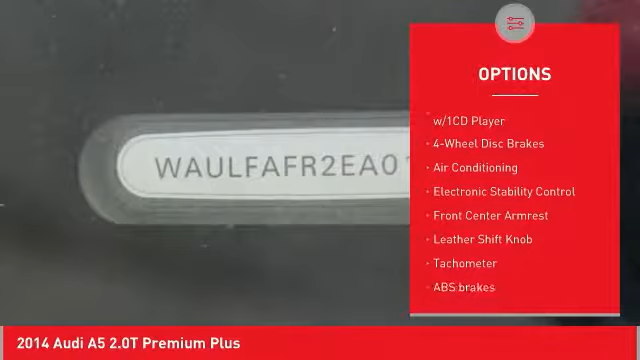 OPTIONS
w/1CD Player
4-Wheel Disc Brakes
Air Conditioning
Electronic Stability Control
Front Center Armrest
Leather Shift Knob
Tachometer
ABS brakes
WAULFAFR2EA0
2014 Audi A5 2.0T Premium Plus